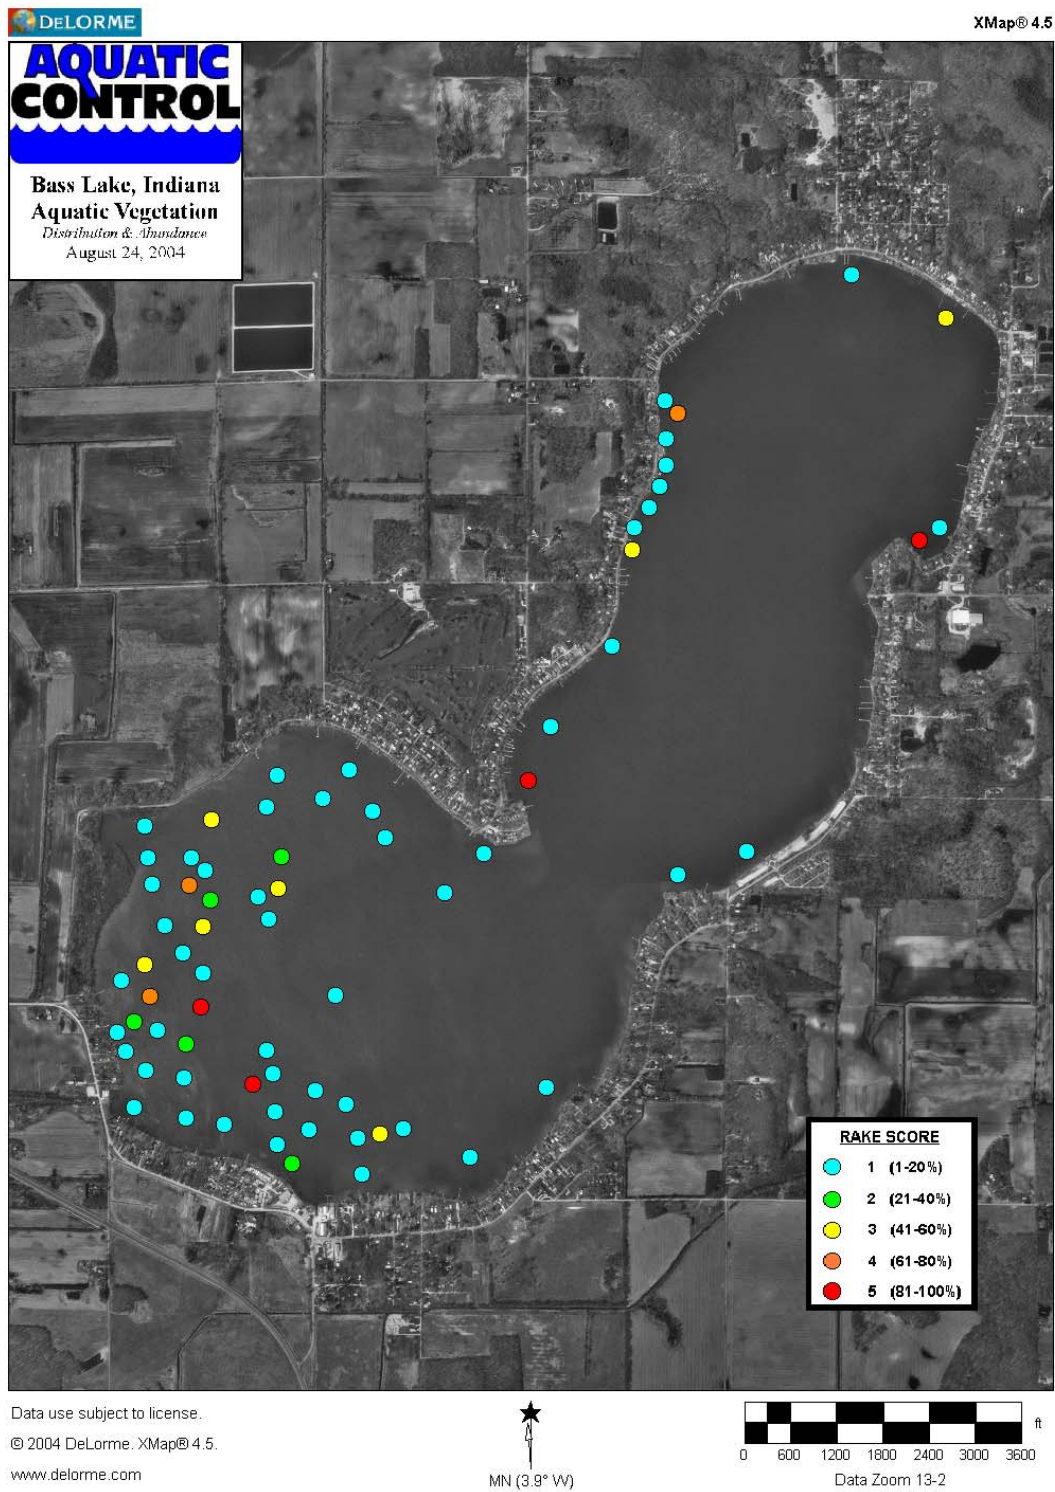 DELORME
XMap® 4.5
AQUATIC
CONTROL
Bass Lake, Indiana
Aquatic Vegetation
Distribution & Abundance
August 24, 2004
RAKE SCORE
1 (1-20%)
2 (21-40%)
3 (41-60%)
4 (61-80%)
5 (81-100%)
Data use subject to license.
© 2004 DeLorme. XMap® 4.5.
www.delorme.com
MN (3.9° W)
ft
0 600 1200 1800 2400 3000 3600
Data Zoom 13-2